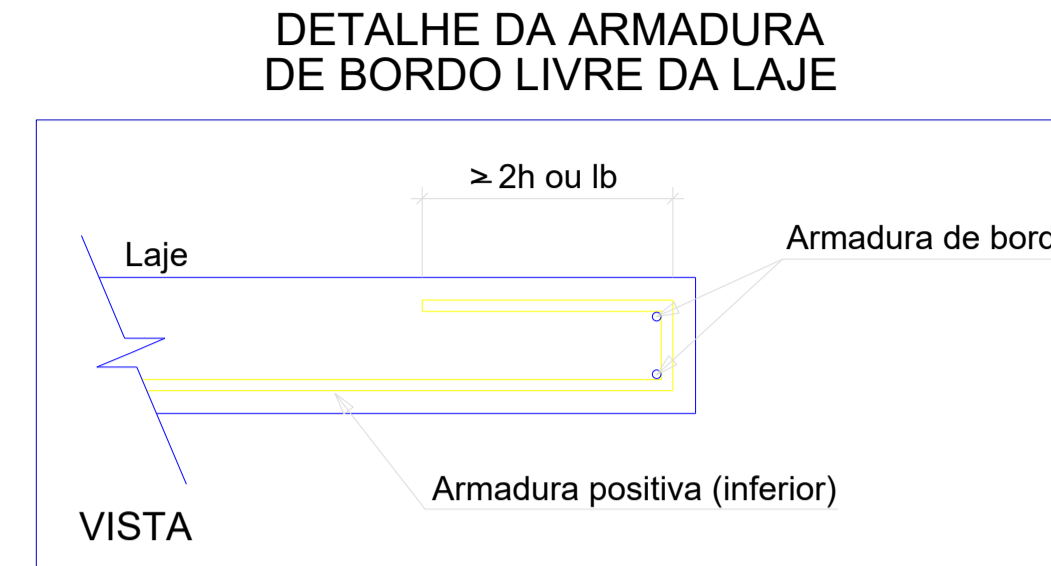 DETALHE DA ARMADURA
DE BORDO LIVRE DA LAJE
≥ 2h ou lb
Armadura de bord
Laje
Armadura positiva (inferior)
VISTA